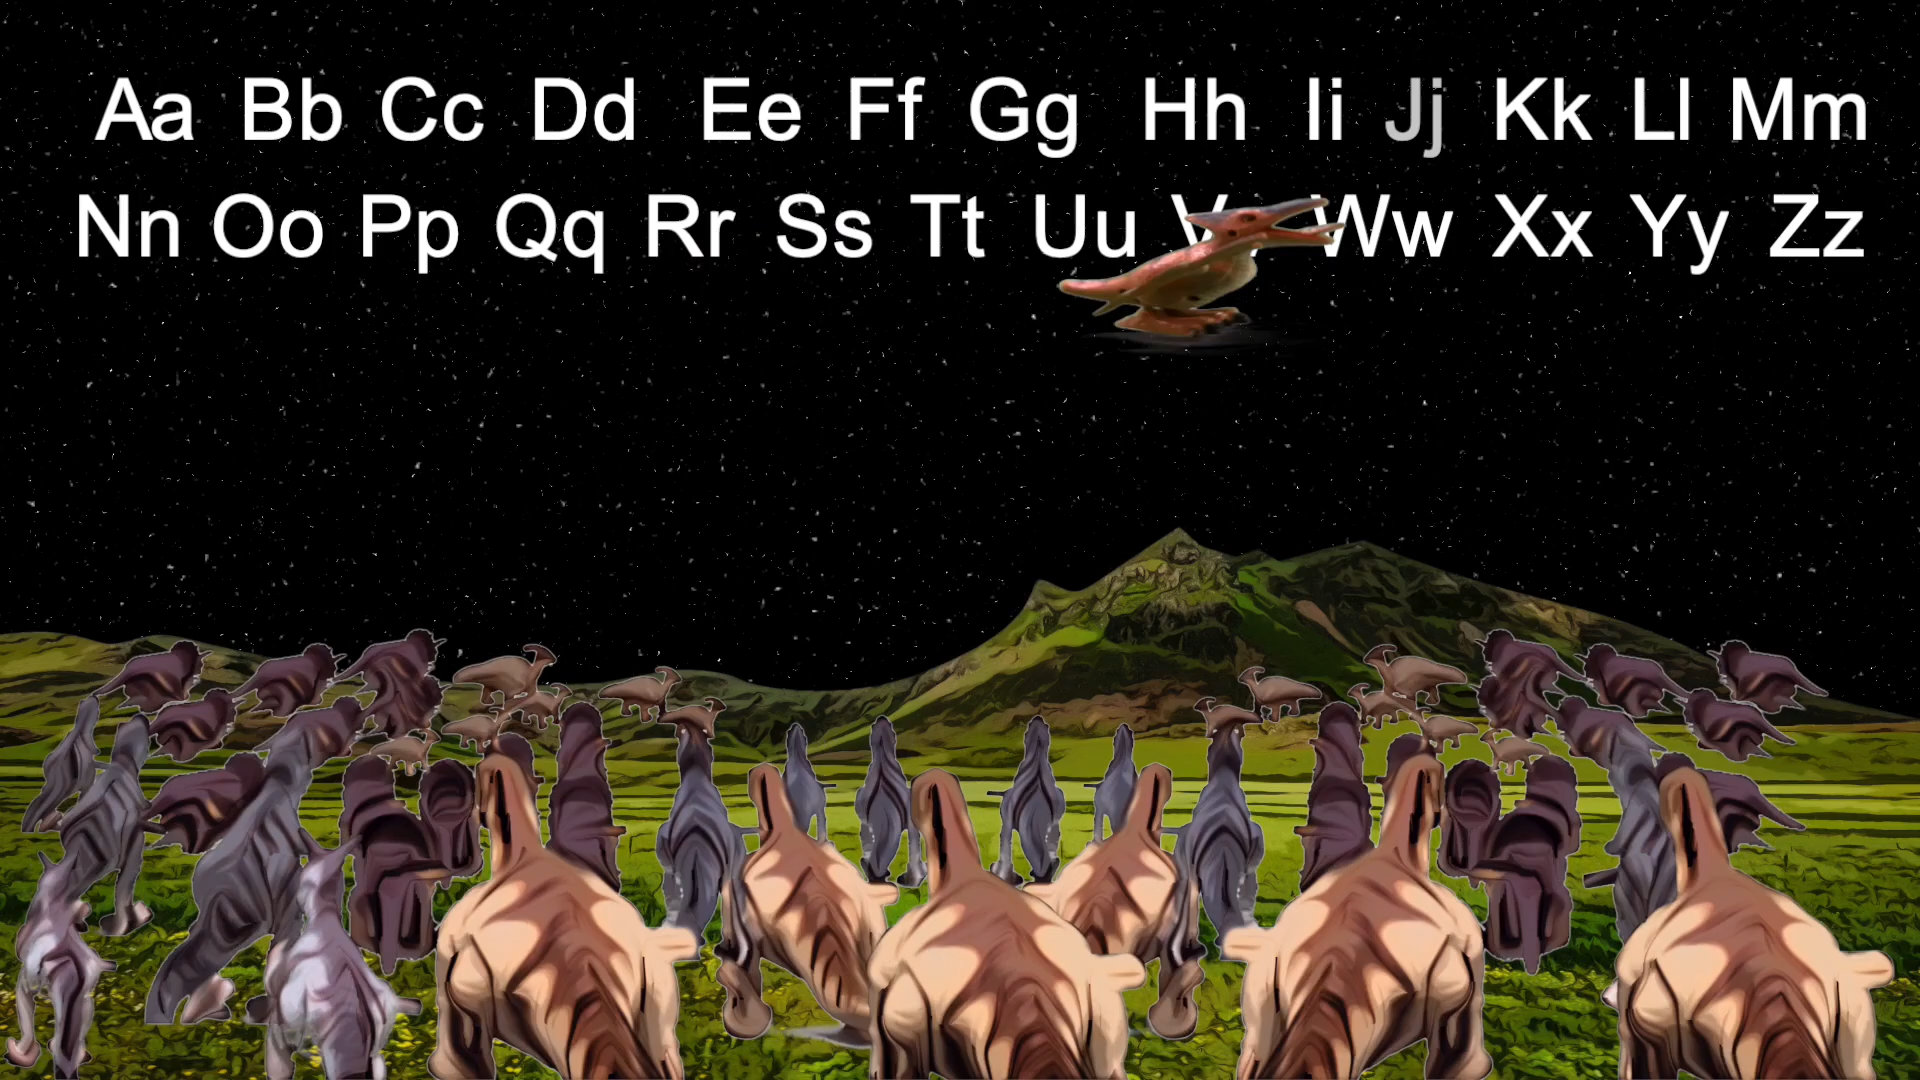 Aa Bb Cc Dd Ee Ff Gg Hh Ii Jj Kk Ll Mm
Nn Oo Pp Qq Rr Ss Tt Uu Ww Xx Yy Zz